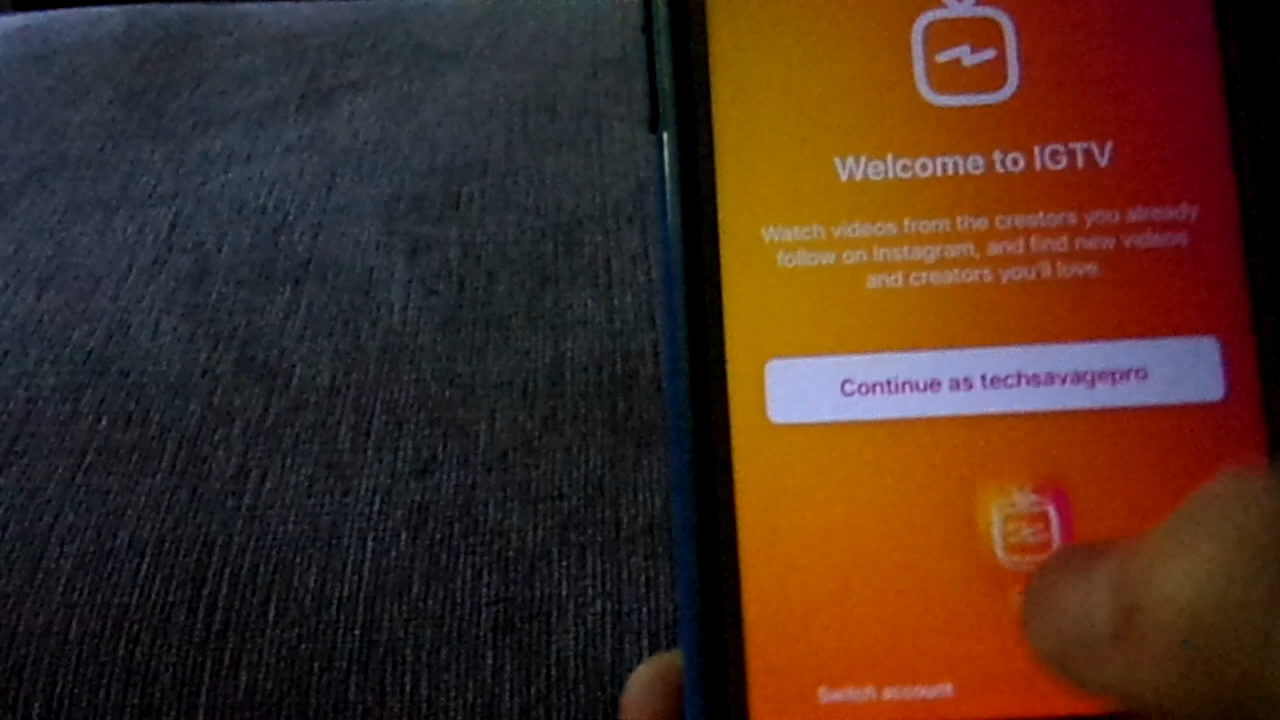 Welcome to IGTV
Watch videos from the creators you already
follow on Instagram, and find new videos
and creators you'll love.
Continue as techsavagepro
Switch account